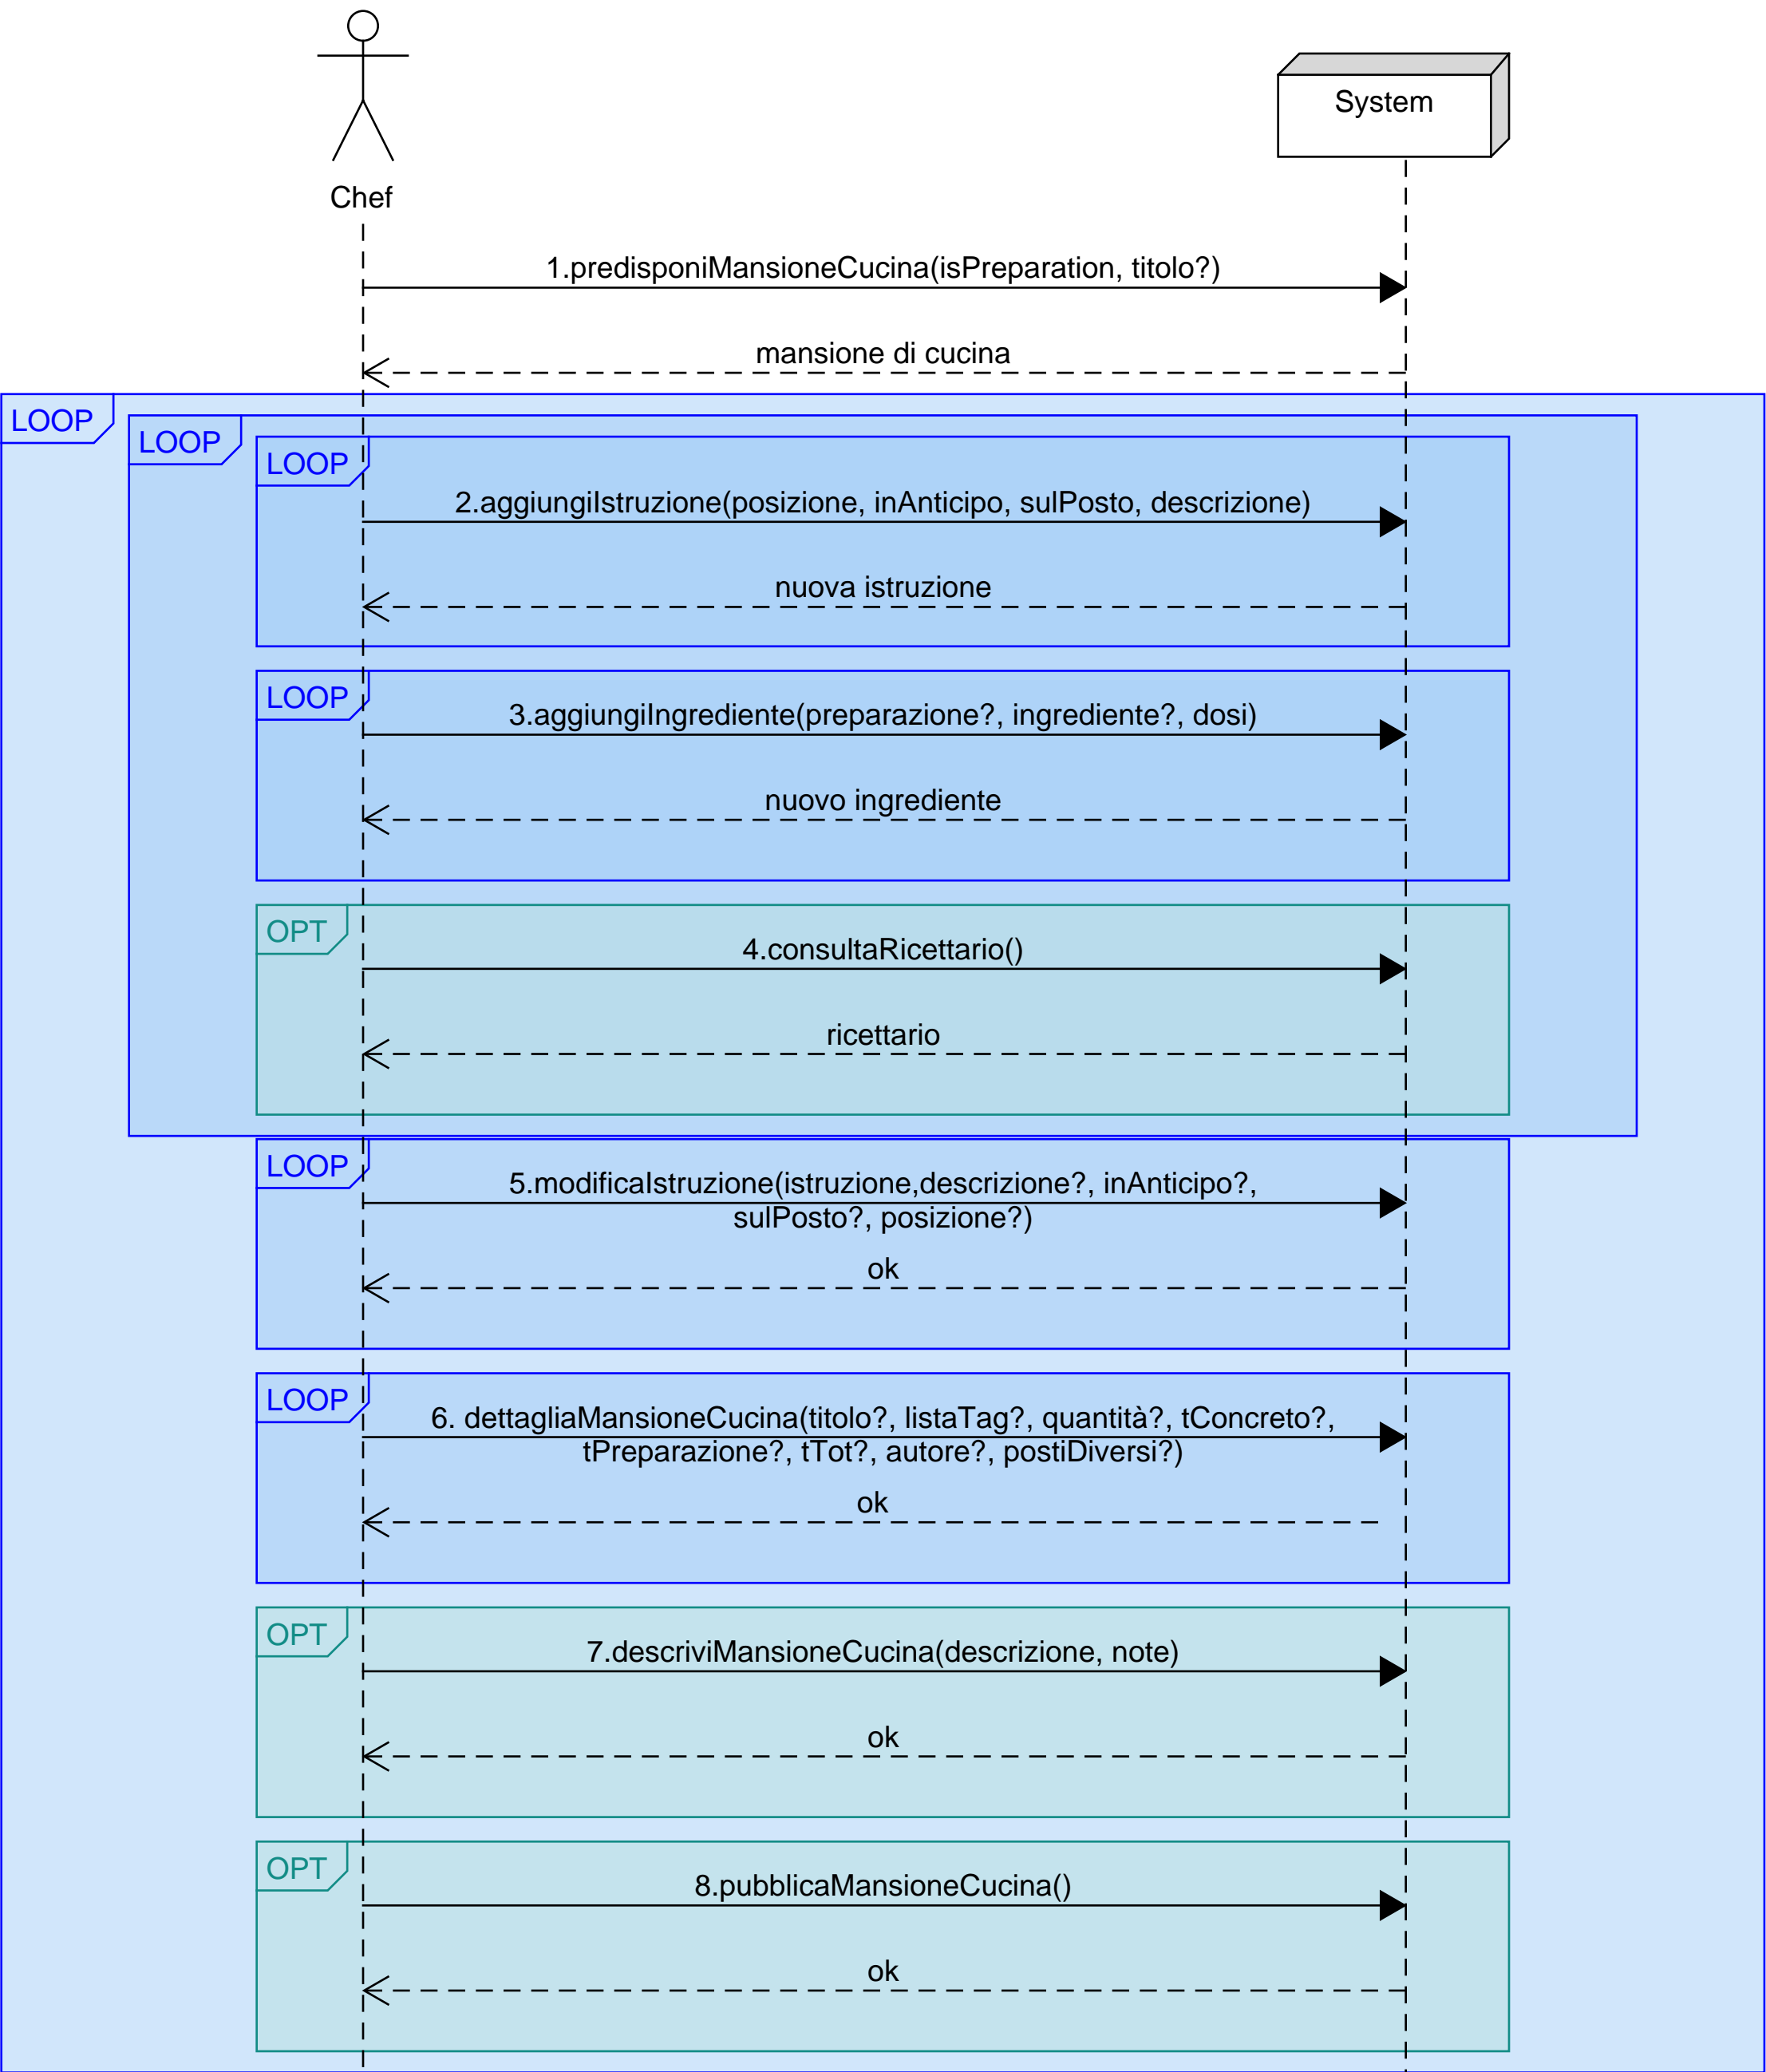 System
Chef
1.predisponiMansioneCucina(isPreparation, titolo?)
mansione di cucina
LOOP
LOOP
LOOP
2.aggiungiIstruzione(posizione, inAnticipo, sulPosto, descrizione)
nuova istruzione
LOOP
3.aggiungiIngrediente(preparazione?, ingrediente?, dosi)
nuovo ingrediente
OPT
4.consultaRicettario()
ricettario
LOOP
5.modificaIstruzione(istruzione,descrizione?, inAnticipo?,
sulPosto?, posizione?)
ok
LOOP
6. dettagliaMansioneCucina(titolo?, listaTag?, quantità?, tConcreto?,
tPreparazione?, tTot?, autore?, postiDiversi?)
ok
OPT
7.descriviMansioneCucina(descrizione, note)
ok
OPT
8.pubblicaMansioneCucina()
ok